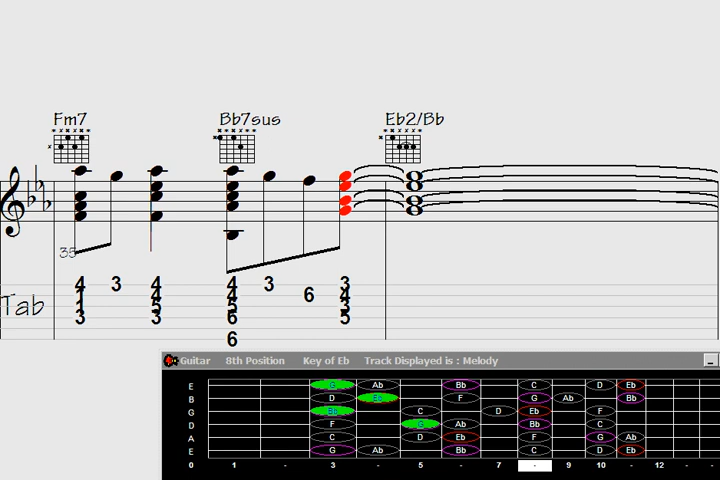 Fm7 Bb7sus Eb2/Bb
35
4 3 4 4 3 3
1 4 4 6 4
1 5 5 3
3 3 6 5
6
Tab
Guitar 8th Position Key of Eb Track Displayed is : Melody
E G Ab Bb C D Eb
B D Eb F G Ab Bb
G Bb C D Eb F
D F G Ab Bb C
A C D Eb F G Ab
E G Ab Bb C D Eb
0 1 - 3 - 5 - 7 - 9 10 - 12 - -